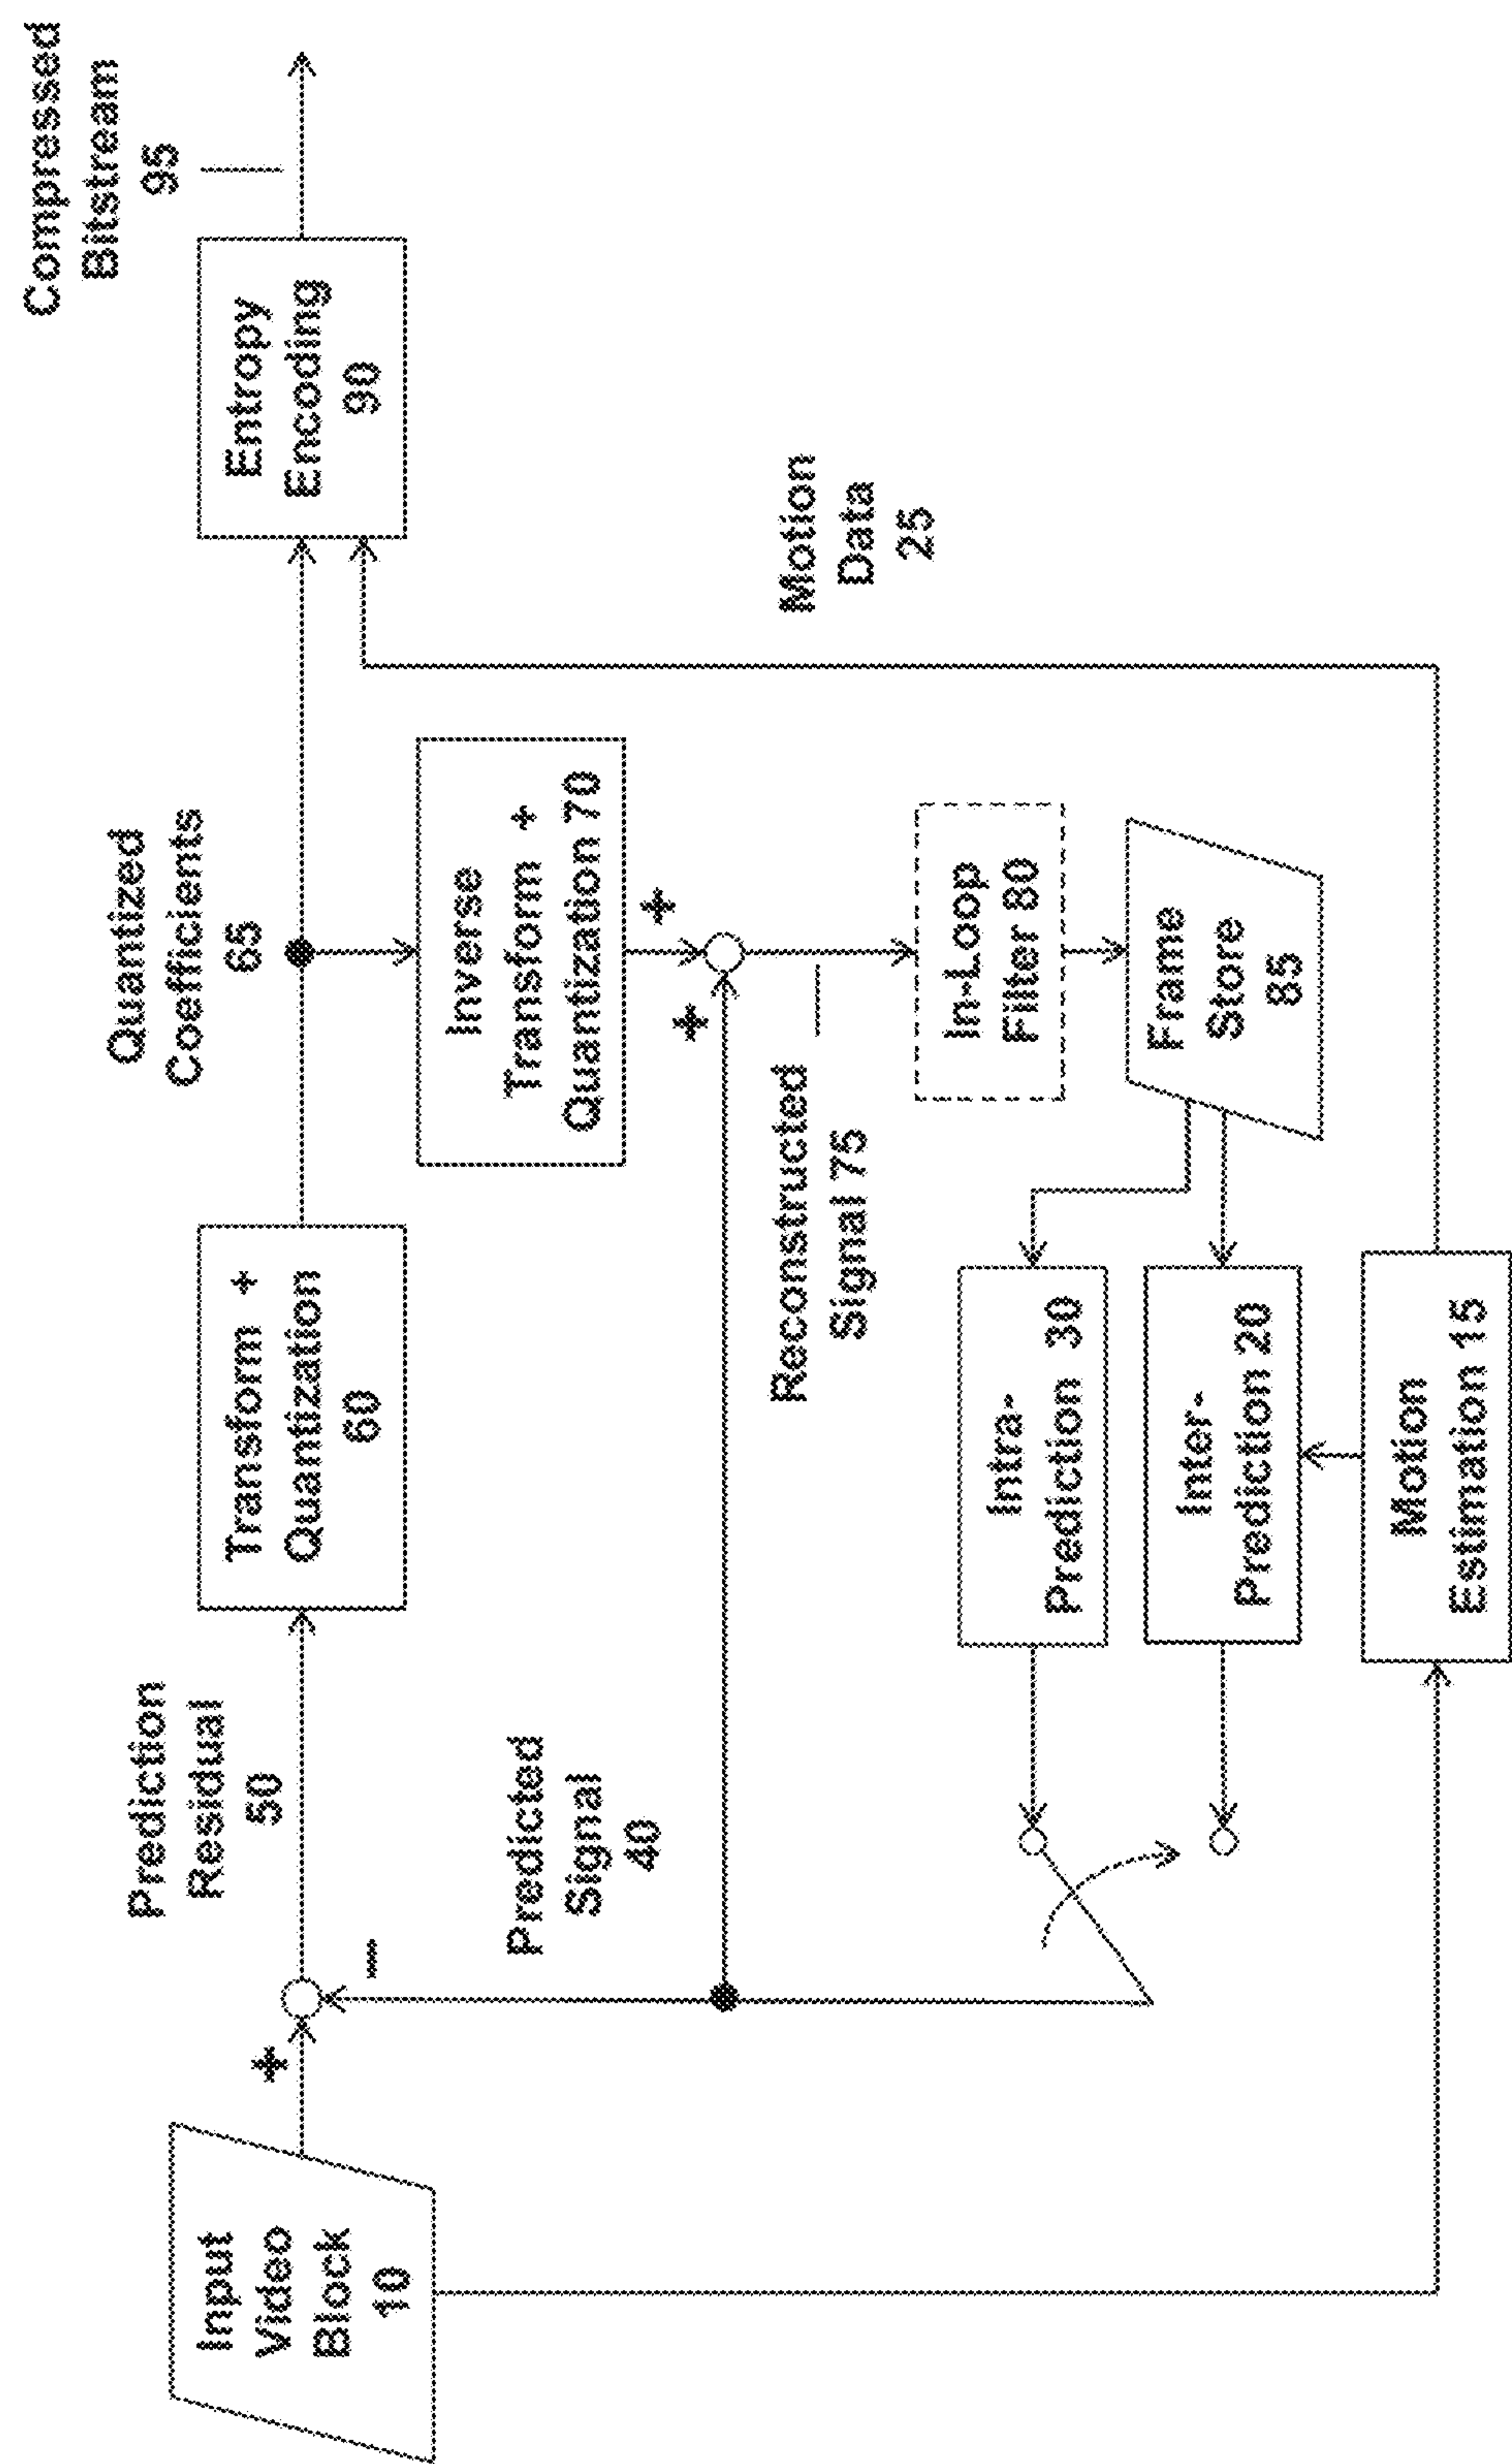 Input
Video
Block
10
+
−
Prediction
Residual
50
Transform +
Quantization
60
Quantized
Coefficients
65
Entropy
Encoding
90
Compressed
Bitstream
95
Predicted
Signal
40
Inverse
Transform +
Quantization 70
+
+
Reconstructed
Signal 75
In-Loop
Filter 80
Frame
Store
85
Intra-
Prediction 30
Inter-
Prediction 20
Motion
Estimation 15
Motion
Data
25